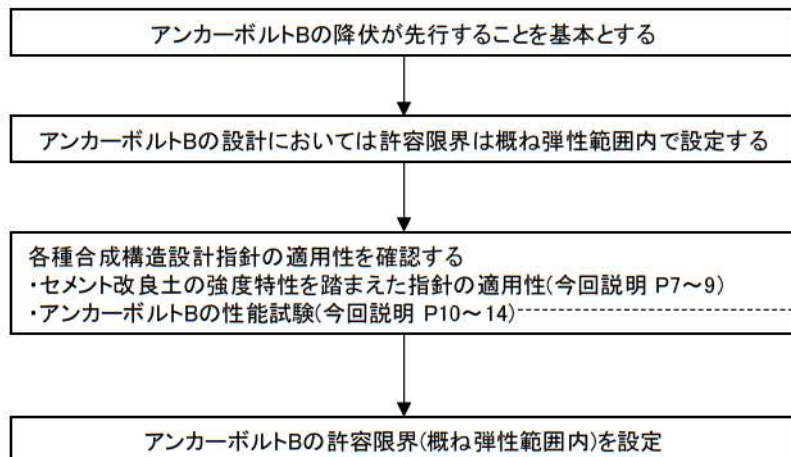 アンカーボルトBの降伏が先行することを基本とする
アンカーボルトBの設計においては許容限界は概ね弾性範囲内で設定する
各種合成構造設計指針の適用性を確認する
・セメント改良土の強度特性を踏まえた指針の適用性(今回説明 P7～9)
・アンカーボルトBの性能試験(今回説明 P10～14)
アンカーボルトBの許容限界(概ね弾性範囲内)を設定